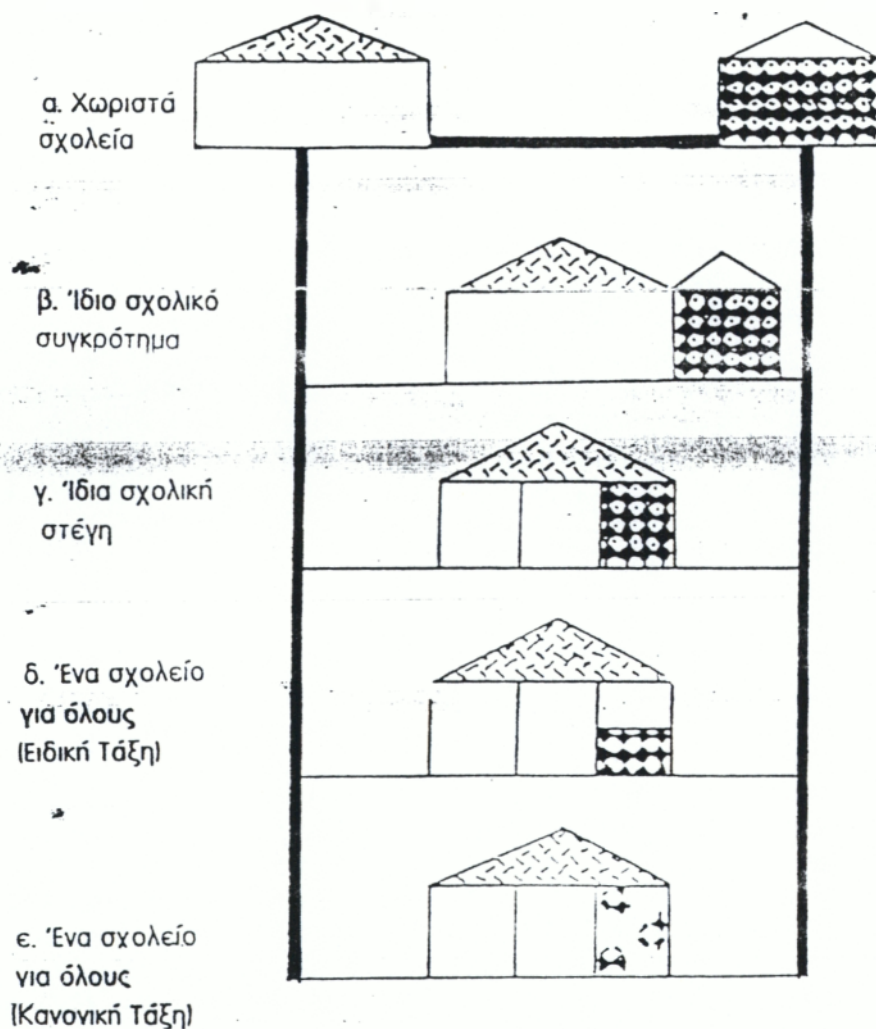 α. Χωριστά
σχολεία
β. Ίδιο σχολικό
συγκρότημα
γ. Ίδια σχολική
στέγη
δ. Ένα σχολείο
για όλους
(Ειδική Τάξη)
ε. Ένα σχολείο
για όλους
(Κανονική Τάξη)